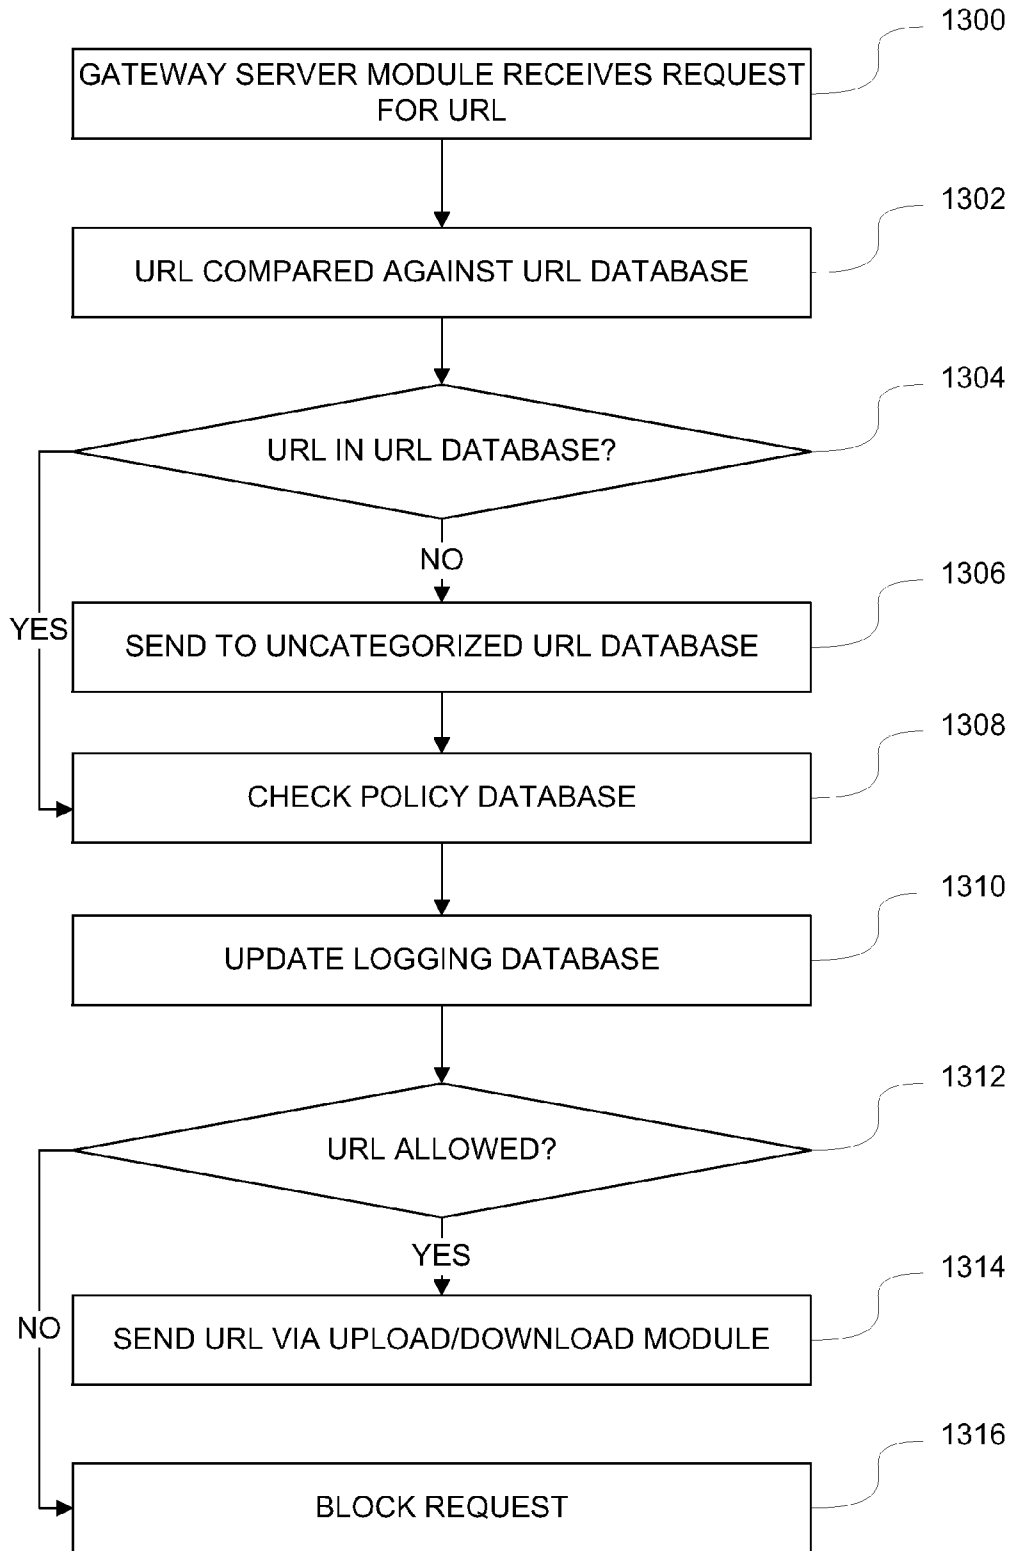 1300
GATEWAY SERVER MODULE RECEIVES REQUEST
FOR URL
1302
URL COMPARED AGAINST URL DATABASE
1304
URL IN URL DATABASE?
NO
1306
YES
SEND TO UNCATEGORIZED URL DATABASE
1308
CHECK POLICY DATABASE
1310
UPDATE LOGGING DATABASE
1312
URL ALLOWED?
YES
1314
NO
SEND URL VIA UPLOAD/DOWNLOAD MODULE
1316
BLOCK REQUEST